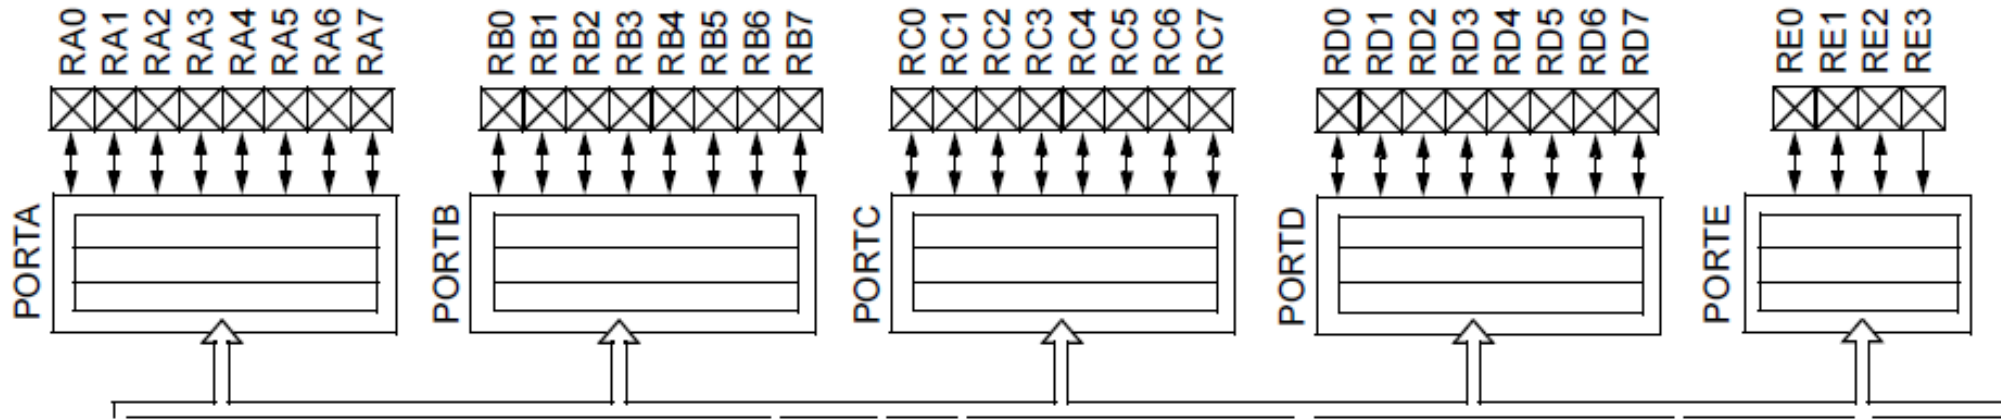 RA0 RA1 RA2 RA3 RA4 RA5 RA6 RA7
PORTA
RB0 RB1 RB2 RB3 RB4 RB5 RB6 RB7
PORTB
RC0 RC1 RC2 RC3 RC4 RC5 RC6 RC7
PORTC
RD0 RD1 RD2 RD3 RD4 RD5 RD6 RD7
PORTD
RE0 RE1 RE2 RE3
PORTE